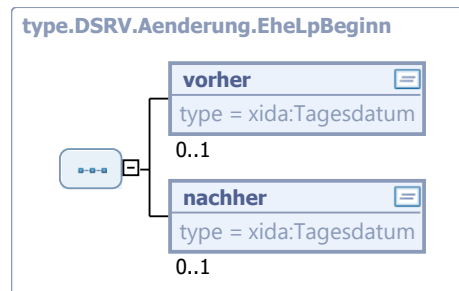 type.DSRV.Aenderung.EheLpBeginn
vorher
type = xida:Tagesdatum
0..1
nachher
type = xida:Tagesdatum
0..1